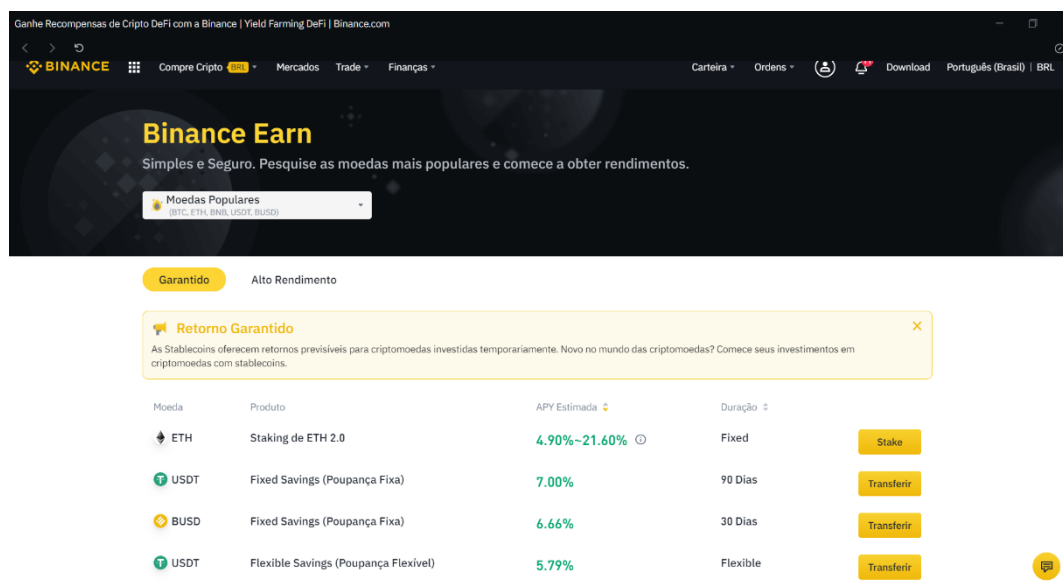 Ganhe Recompensas de Cripto DeFi com a Binance | Yield Farming DeFi | Binance.com
BINANCE Compre Cripto BRL Mercados Trade Finanças Carteira Ordens Download Português (Brasil) | BRL
Binance Earn
Simples e Seguro. Pesquise as moedas mais populares e comece a obter rendimentos.
Moedas Populares
(BTC, ETH, BNB, USDT, BUSD)
Garantido Alto Rendimento
Retorno Garantido
As Stablecoins oferecem retornos previsíveis para criptomoedas investidas temporariamente. Novo no mundo das criptomoedas? Comece seus investimentos em
criptomoedas com stablecoins.
Moeda Produto APY Estimada Duração
ETH Staking de ETH 2.0 4.90%~21.60% Fixed Stake
USDT Fixed Savings (Poupança Fixa) 7.00% 90 Dias Transferir
BUSD Fixed Savings (Poupança Fixa) 6.66% 30 Dias Transferir
USDT Flexible Savings (Poupança Flexível) 5.79% Flexible Transferir